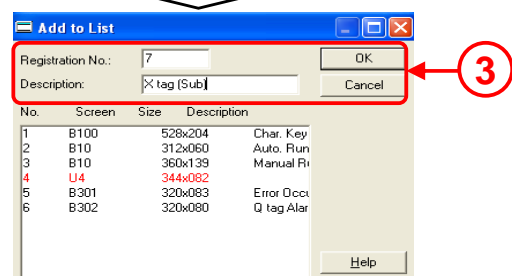 Add to List
Registration No.: 7 OK
Description: X tag (Sub) Cancel
3
No. Screen Size Description
1 B100 528x204 Char. Key
2 B10 312x060 Auto. Run
3 B10 360x139 Manual
4 U4 344x082
5 B301 320x083 Error
6 B302 320x080 Q tag Alar
Help